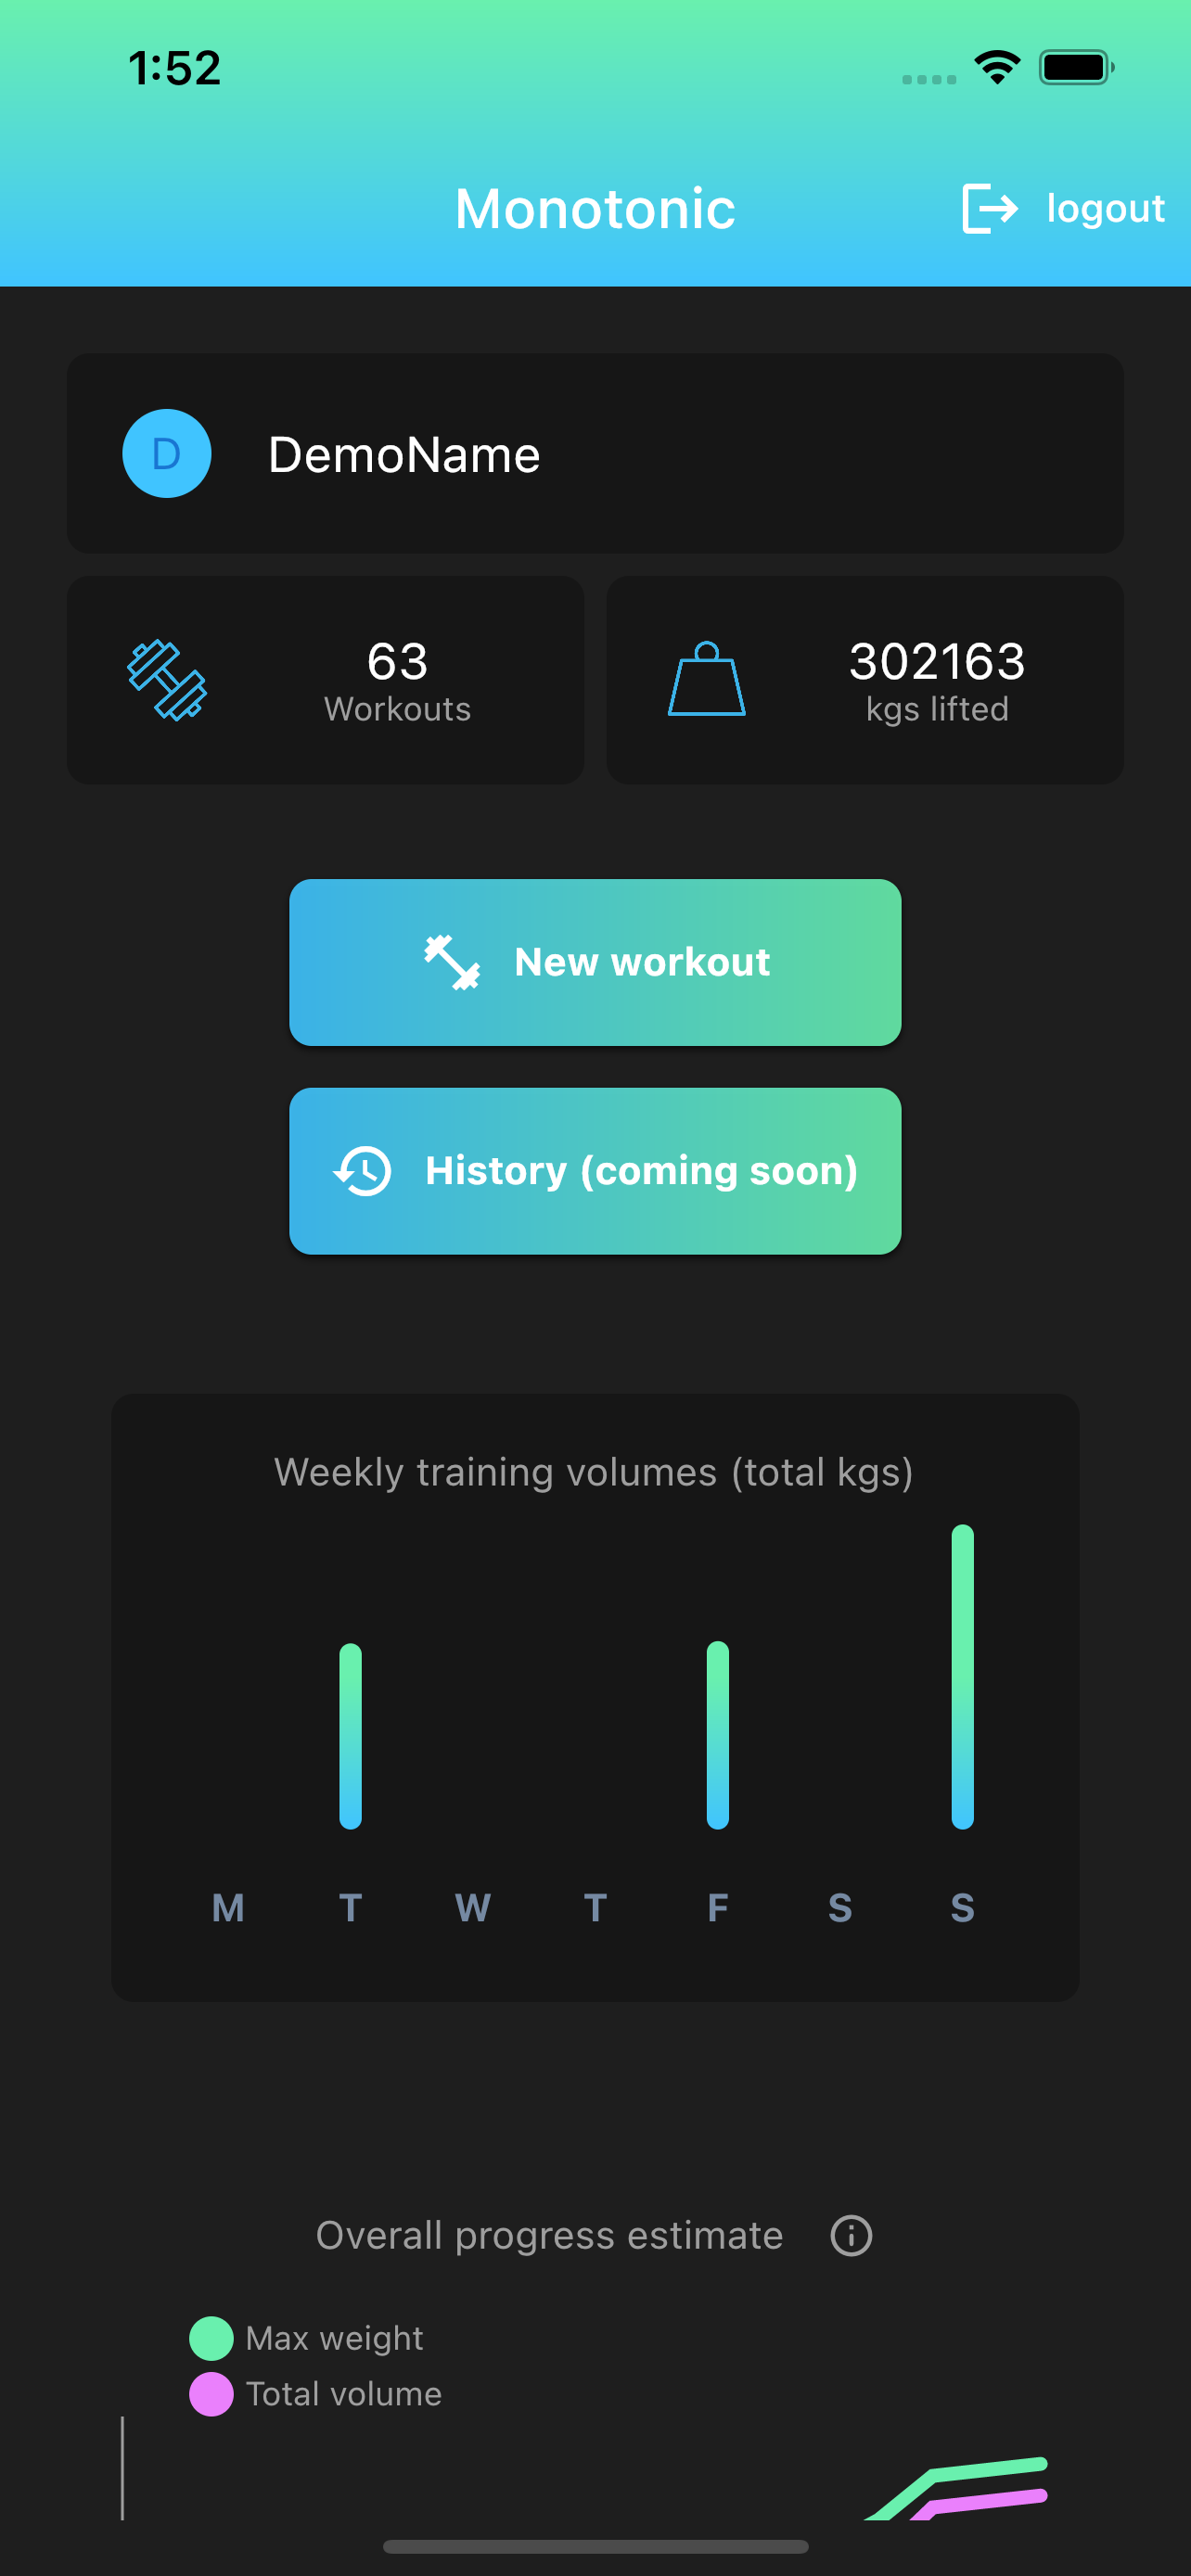 1:52
Monotonic
logout
D
DemoName
63
Workouts
302163
kgs lifted
New workout
History (coming soon)
Weekly training volumes (total kgs)
M T W T F S S
Overall progress estimate
Max weight
Total volume